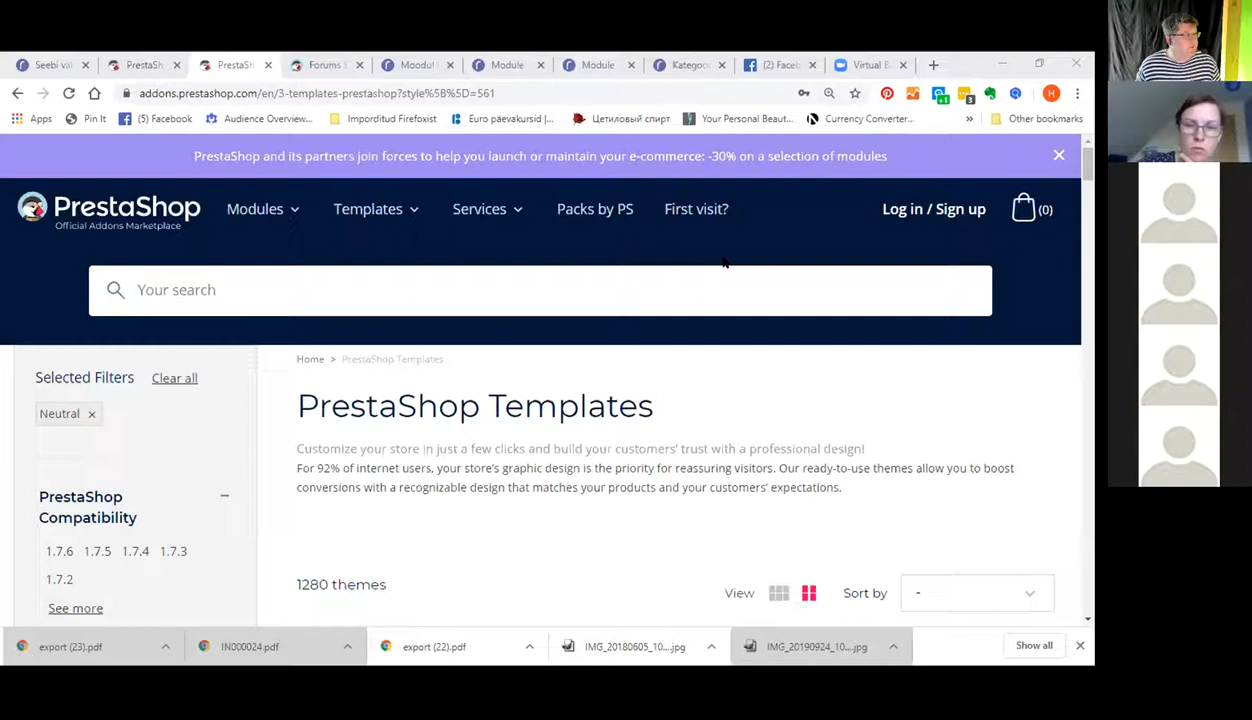 Seebi va
PrestaSh
PrestaSh
Forums
Moodul
Module
Module
Kategoo
(2) Faceb
Virtual B
addons.prestashop.com/en/3-templates-prestashop?style%5B%5D=561
Apps
Pin It
(5) Facebook
Audience Overview...
Imporditud Firefoxist
Euro päevakursid |...
Цетиловый спирт
Your Personal Beaut...
Currency Converter...
»
Other bookmarks
PrestaShop and its partners join forces to help you launch or maintain your e-commerce: -30% on a selection of modules
PrestaShop
Official Addons Marketplace
Modules
Templates
Services
Packs by PS
First visit?
Log in / Sign up
(0)
Your search
Home > PrestaShop Templates
Selected Filters
Clear all
Neutral ×
PrestaShop Templates
Customize your store in just a few clicks and build your customers' trust with a professional design!
For 92% of internet users, your store's graphic design is the priority for reassuring visitors. Our ready-to-use themes allow you to boost
conversions with a recognizable design that matches your products and your customers' expectations.
PrestaShop
Compatibility
1.7.6 1.7.5 1.7.4 1.7.3
1.7.2
See more
1280 themes
View
Sort by
-
export (23).pdf
IN000024.pdf
export (22).pdf
IMG_20180605_10....jpg
IMG_20190924_10....jpg
Show all